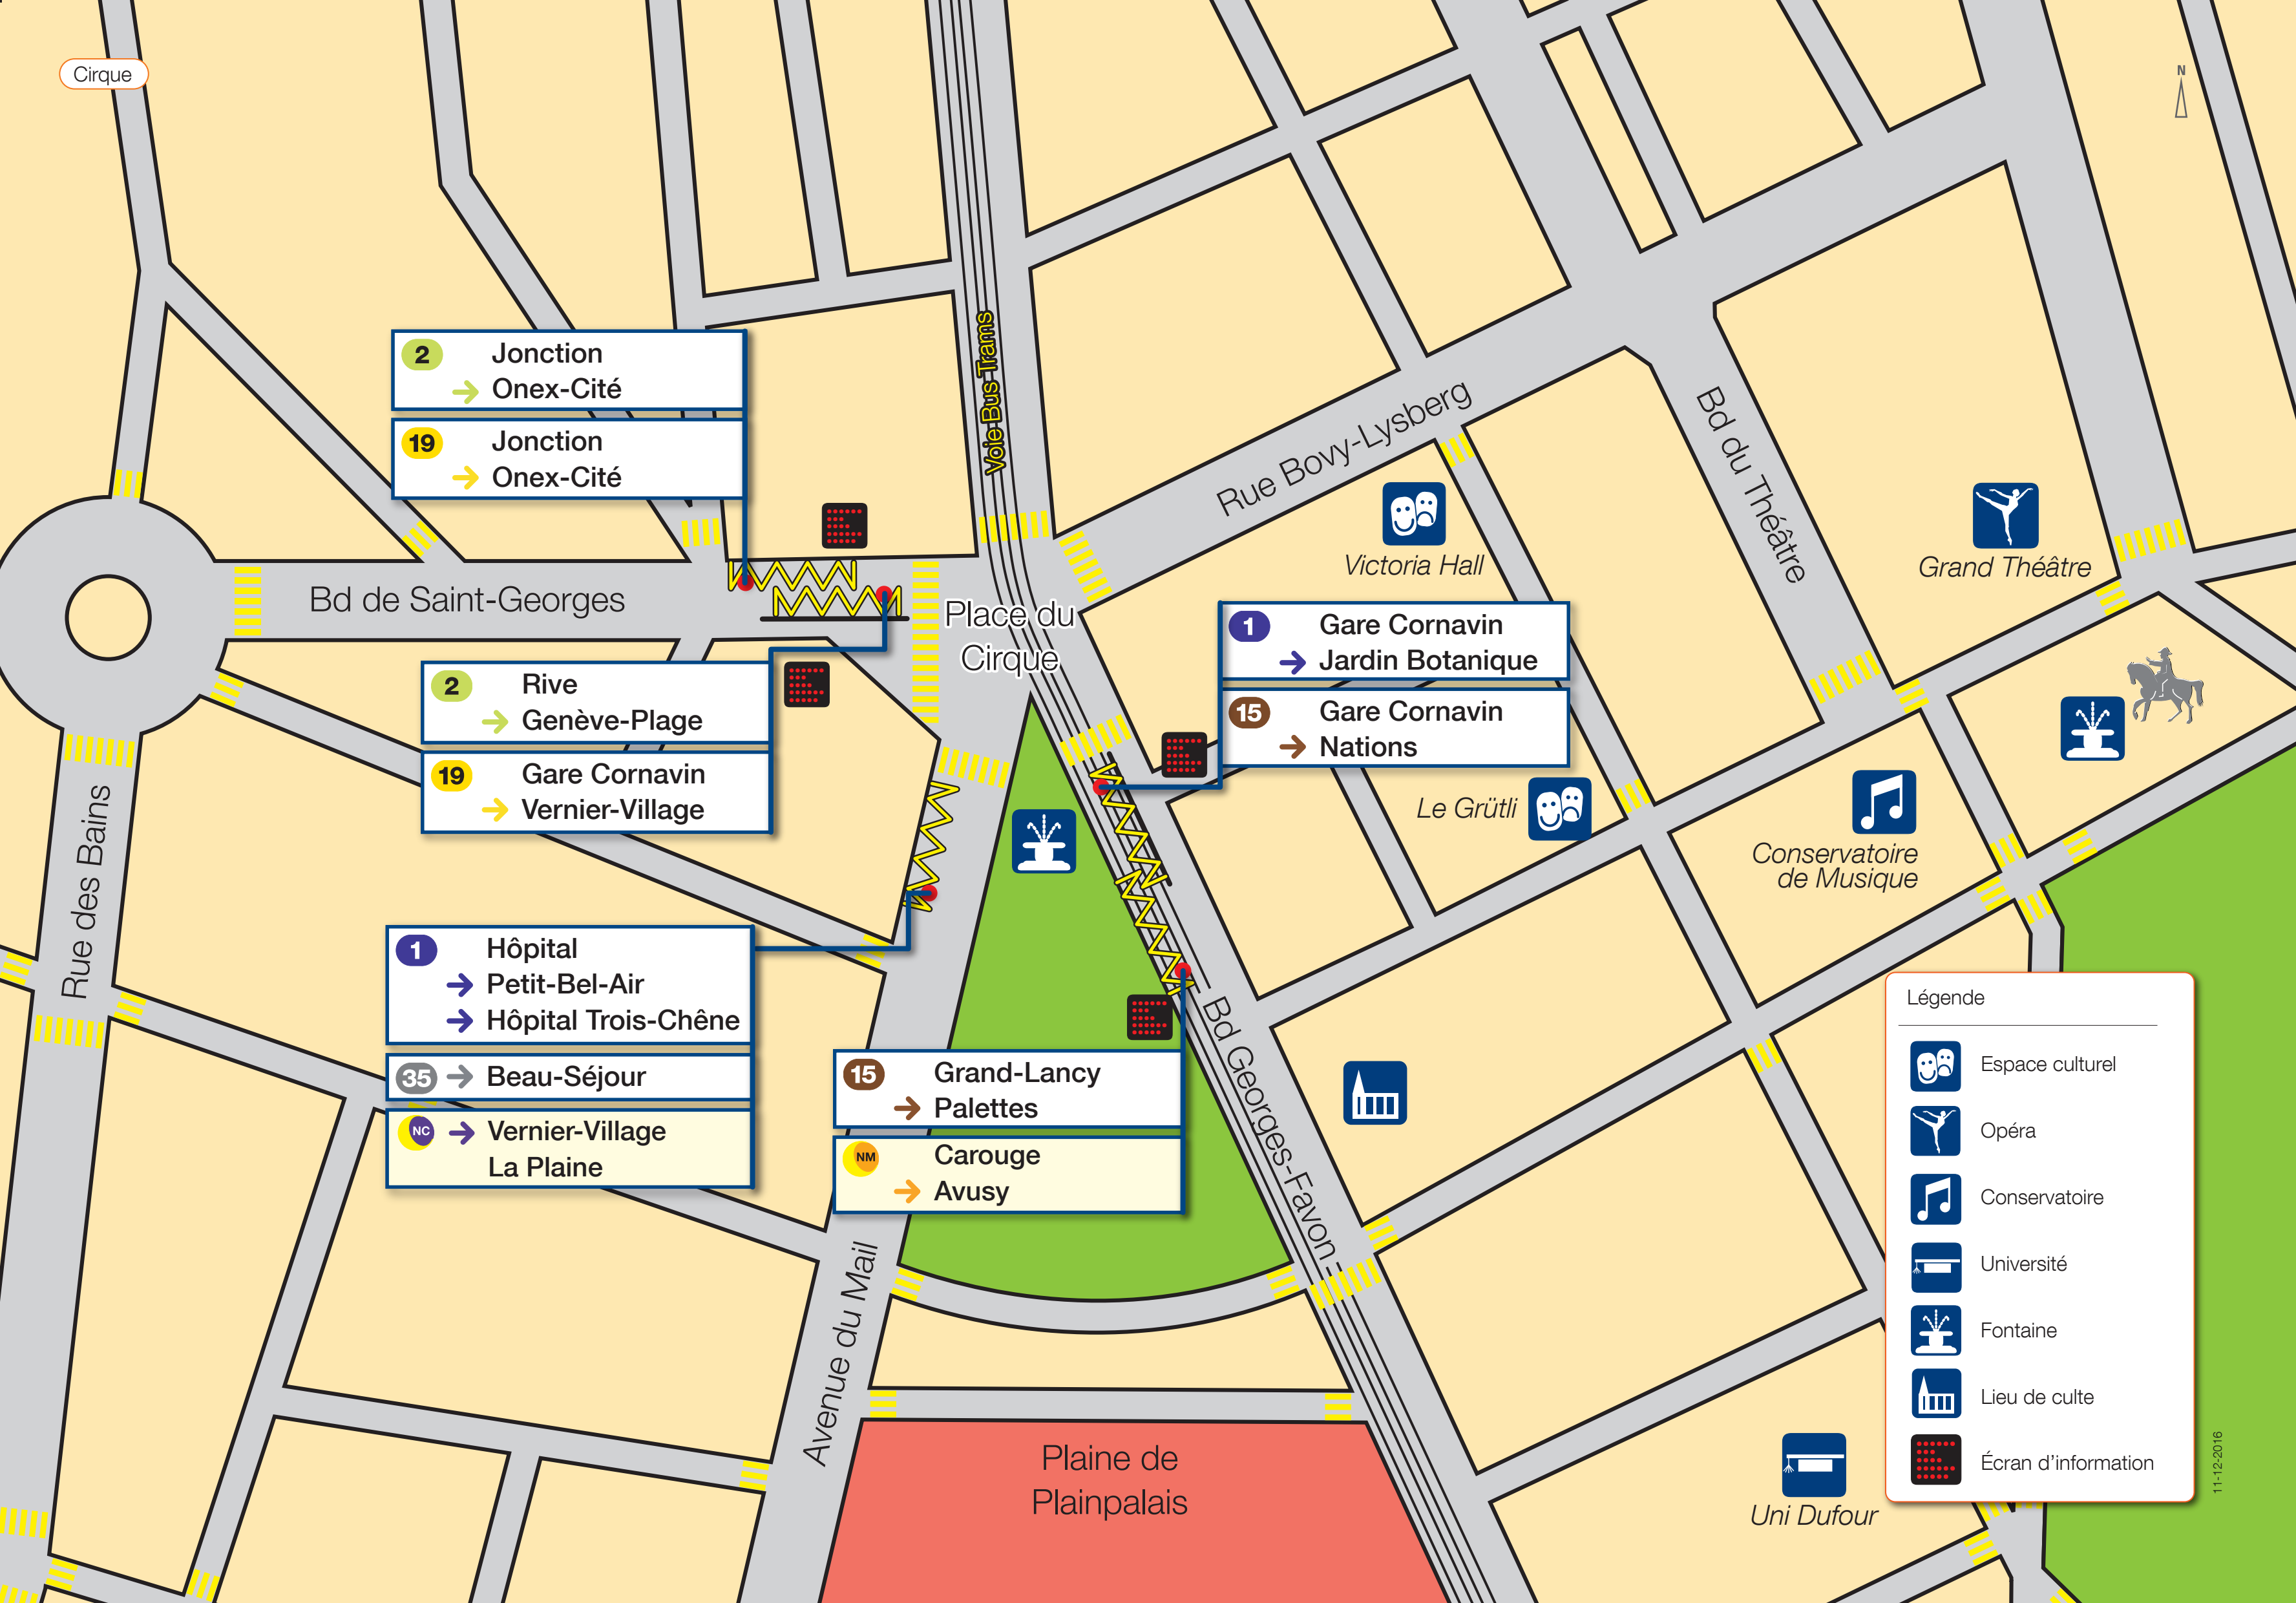 Cirque
N
2 Jonction
Onex-Cité
19 Jonction
Onex-Cité
Voie Bus Trams
Rue Bovy-Lysberg
Bd du Théâtre
Victoria Hall
Grand Théâtre
Bd de Saint-Georges
Place du
Cirque
1 Gare Cornavin
Jardin Botanique
15 Gare Cornavin
Nations
2 Rive
Genève-Plage
19 Gare Cornavin
Vernier-Village
Le Grütli
Conservatoire
de Musique
Rue des Bains
1 Hôpital
Petit-Bel-Air
Hôpital Trois-Chêne
35 Beau-Séjour
NC Vernier-Village
La Plaine
15 Grand-Lancy
Palettes
NM Carouge
Avusy
Bd Georges-Favon
Avenue du Mail
Plaine de
Plainpalais
Uni Dufour
Légende
Espace culturel
Opéra
Conservatoire
Université
Fontaine
Lieu de culte
Écran d'information
11-12-2016